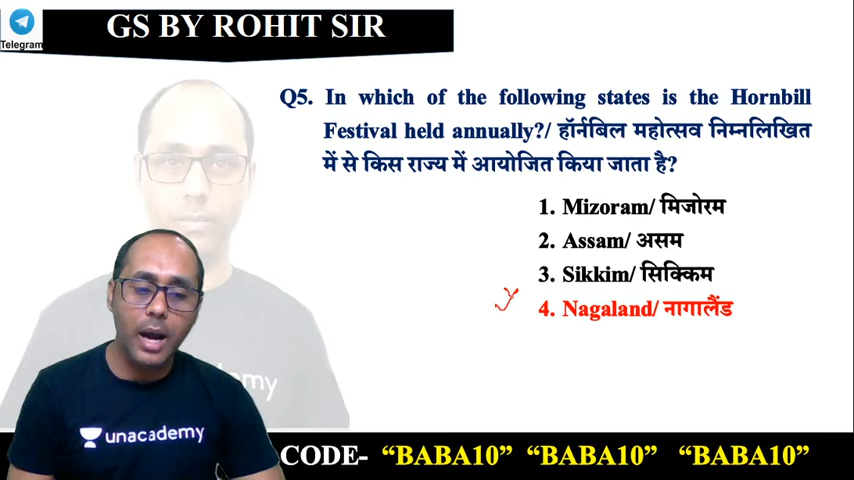 GS BY ROHIT SIR
Telegram
Q5. In which of the following states is the Hornbill
Festival held annually?/ हॉर्नबिल महोत्सव निम्नलिखित
में से किस राज्य में आयोजित किया जाता है?
1. Mizoram/ मिजोरम
2. Assam/ असम
3. Sikkim/ सिक्किम
4. Nagaland/ नागालैंड
emy
unacademy
CODE- “BABA10” “BABA10” “BABA10”